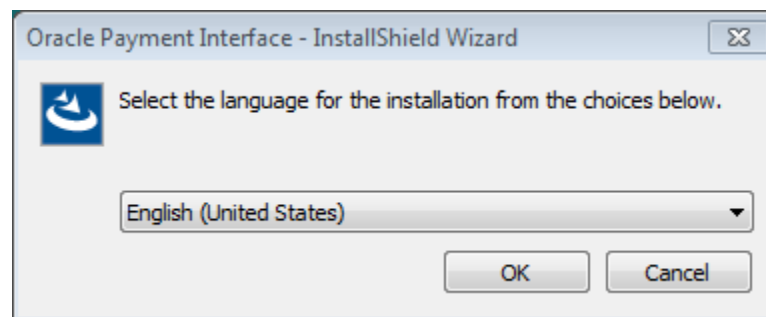 Oracle Payment Interface - InstallShield Wizard
Select the language for the installation from the choices below.
English (United States)
OK
Cancel